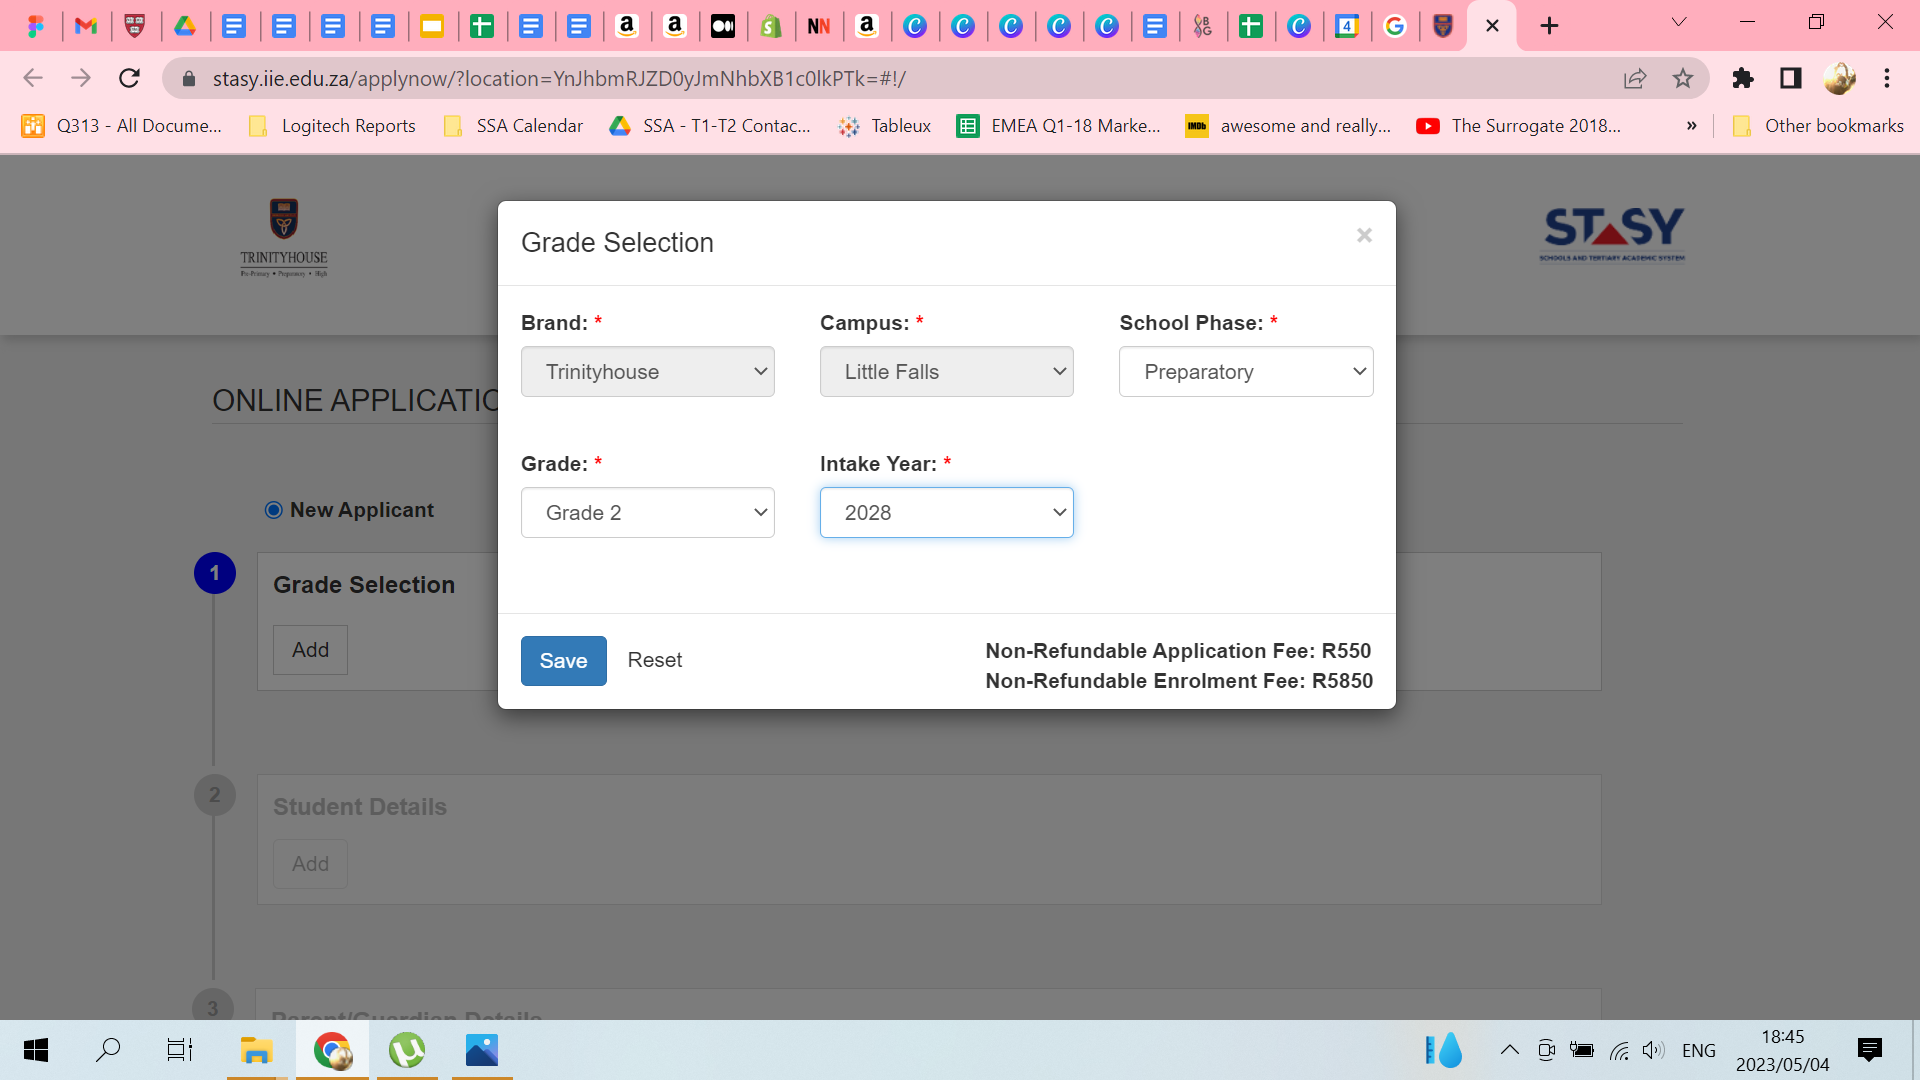 stasy.iie.edu.za/applynow/?location=YnJhbmRJZD0yJmNhbXB1c0lkPTk=#!/
Q313 - All Docume...
Logitech Reports
SSA Calendar
SSA - T1-T2 Contac...
Tableux
EMEA Q1-18 Marke...
IMDb
awesome and really...
The Surrogate 2018...
»
Other bookmarks
TRINITYHOUSE
Pre-Primary • Preparatory • High
STASY
SCHOOLS AND TERTIARY ACADEMIC SYSTEM
Grade Selection
×
Brand: *
Campus: *
School Phase: *
Trinityhouse
Little Falls
Preparatory
ONLINE APPLICATIO
Grade: *
Intake Year: *
Grade 2
2028
New Applicant
1
Grade Selection
Add
Save
Reset
Non-Refundable Application Fee: R550
Non-Refundable Enrolment Fee: R5850
2
Student Details
Add
3
Parent/Guardian Details
ENG
18:45
2023/05/04